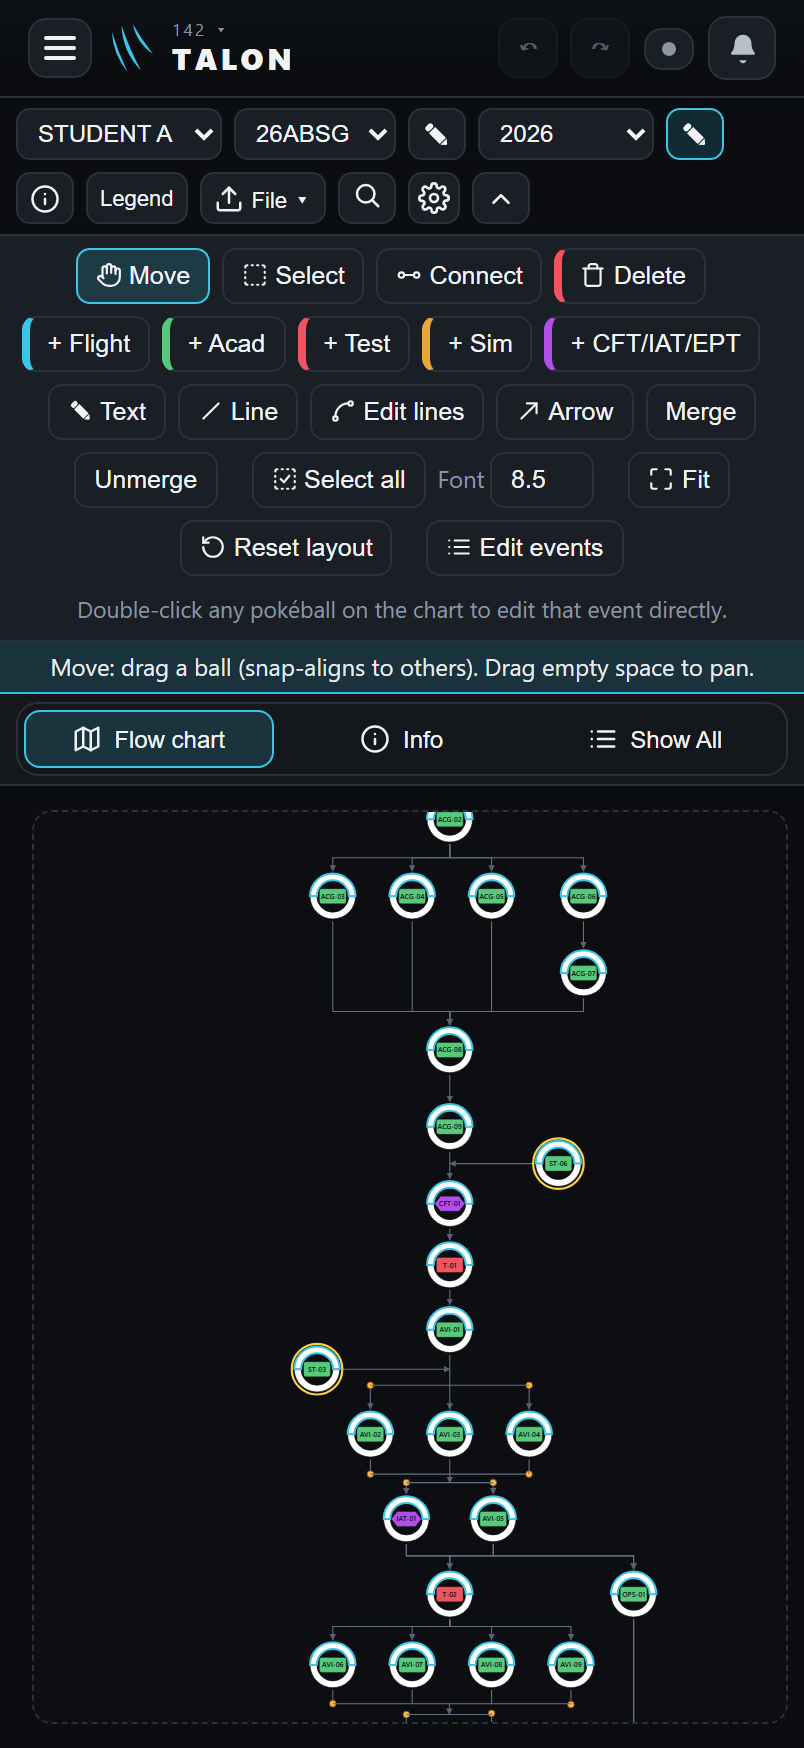 142
TALON
STUDENT A
26ABSG
2026
Legend
File
Move
Select
Connect
Delete
+ Flight
+ Acad
+ Test
+ Sim
+ CFT/IAT/EPT
Text
Line
Edit lines
Arrow
Merge
Unmerge
Select all
Font
8.5
Fit
Reset layout
Edit events
Double-click any pokéball on the chart to edit that event directly.
Move: drag a ball (snap-aligns to others). Drag empty space to pan.
Flow chart
Info
Show All
ACG-02
ACG-03
ACG-04
ACG-05
ACG-06
ACG-07
ACG-08
ACG-09
ST-06
CFT-01
T-01
AVI-01
ST-03
AVI-02
AVI-03
AVI-04
IAT-01
AVI-05
T-02
OPS-01
AVI-06
AVI-07
AVI-08
AVI-09